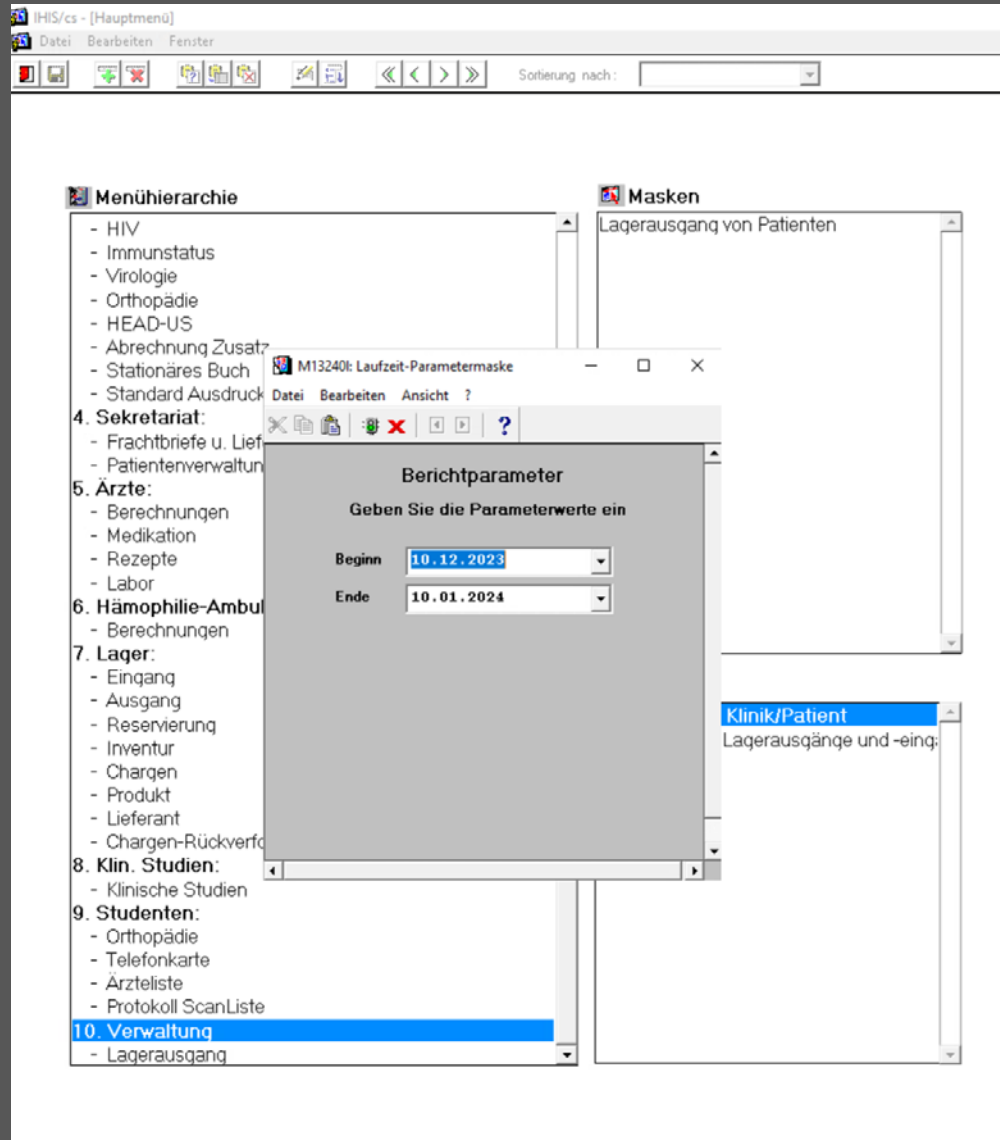 IHIS/cs - [Hauptmenü]
Datei Bearbeiten Fenster
Sortierung nach:
Menühierarchie
- HIV
- Immunstatus
- Virologie
- Orthopädie
- HEAD-US
- Abrechnung Zusatz
- Stationäres Buch
- Standard Ausdruck
4. Sekretariat:
- Frachtbriefe u. Lief
- Patientenverwaltun
5. Ärzte:
- Berechnungen
- Medikation
- Rezepte
- Labor
6. Hämophilie-Ambul
- Berechnungen
7. Lager:
- Eingang
- Ausgang
- Reservierung
- Inventur
- Chargen
- Produkt
- Lieferant
- Chargen-Rückverfo
8. Klin. Studien:
- Klinische Studien
9. Studenten:
- Orthopädie
- Telefonkarte
- Ärzteliste
- Protokoll ScanListe
10. Verwaltung
- Lagerausgang
Masken
Lagerausgang von Patienten
Klinik/Patient
Lagerausgänge und -eing
M13240I: Laufzeit-Parametermaske
Datei Bearbeiten Ansicht ?
Berichtparameter
Geben Sie die Parameterwerte ein
Beginn 10.12.2023
Ende 10.01.2024